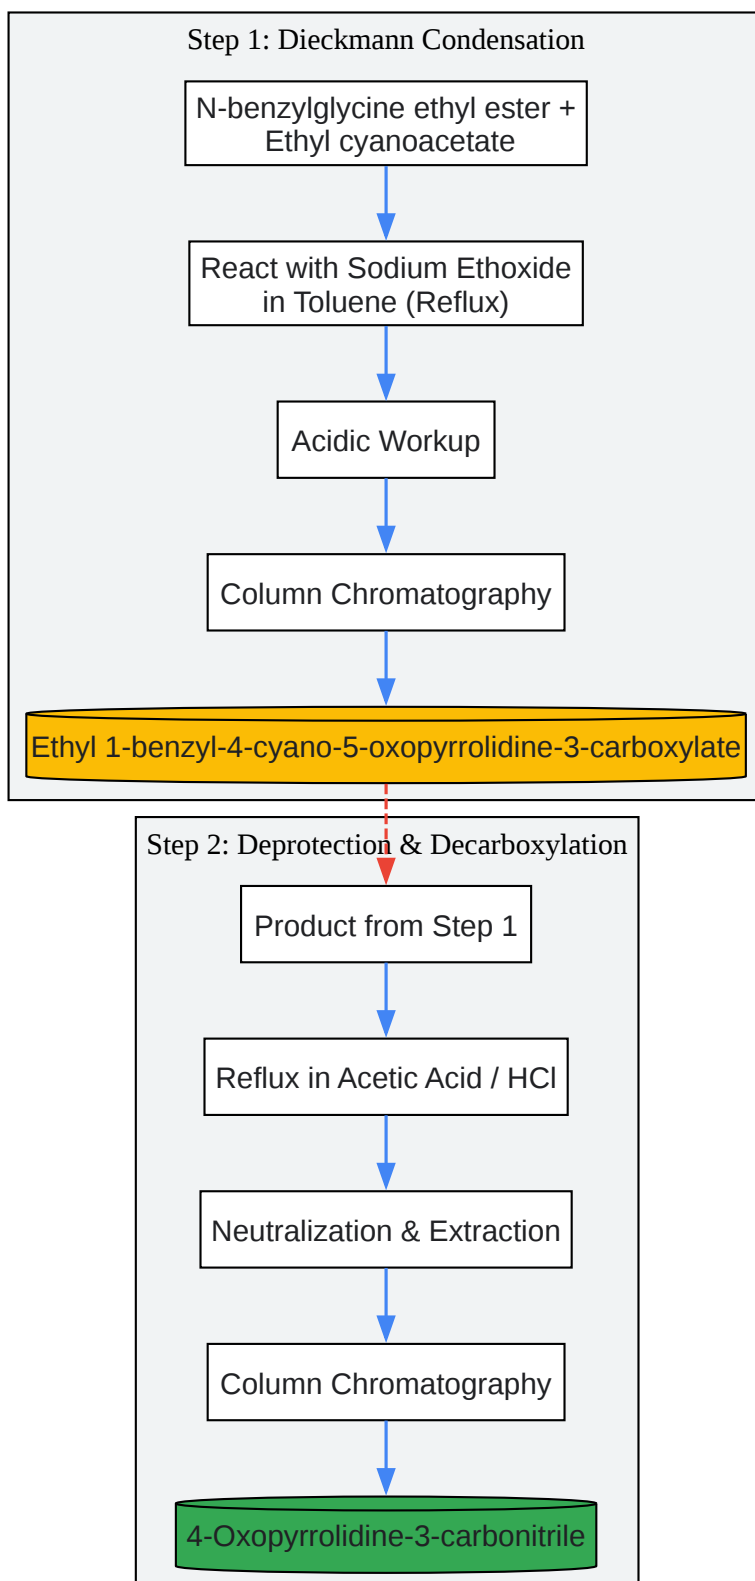 Step 1: Dieckmann Condensation
N-benzylglycine ethyl ester +
Ethyl cyanoacetate
React with Sodium Ethoxide
in Toluene (Reflux)
Acidic Workup
Column Chromatography
Ethyl 1-benzyl-4-cyano-5-oxopyrrolidine-3-carboxylate
Step 2: Deprotection & Decarboxylation
Product from Step 1
Reflux in Acetic Acid / HCl
Neutralization & Extraction
Column Chromatography
4-Oxopyrrolidine-3-carbonitrile